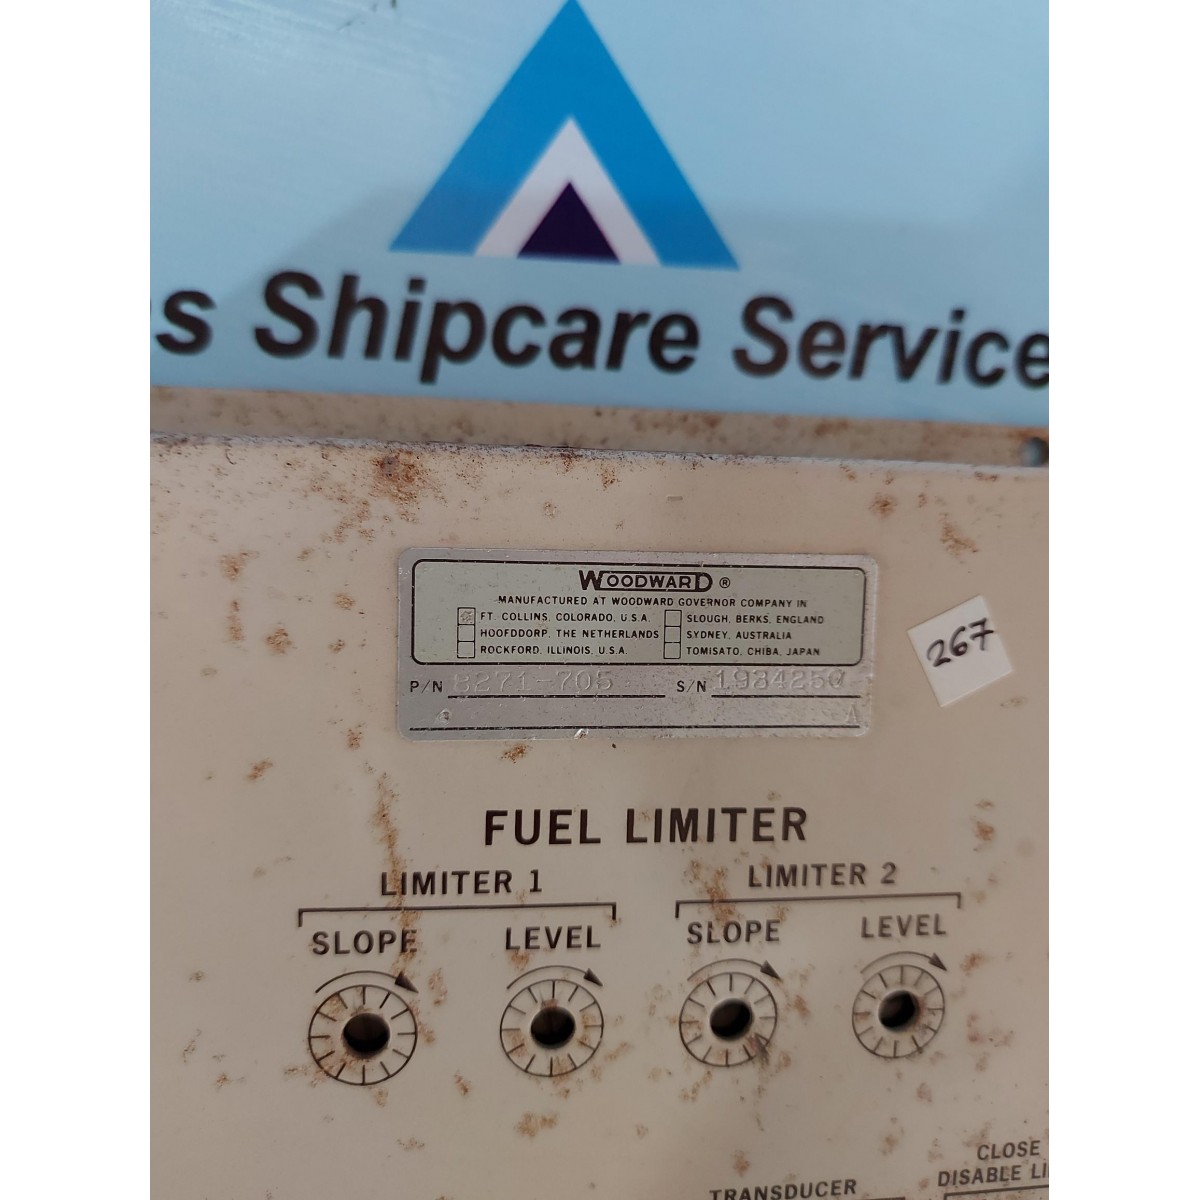 s Shipcare Service
WOODWARD ®
MANUFACTURED AT WOODWARD GOVERNOR COMPANY IN
FT. COLLINS, COLORADO, U.S.A. SLOUGH, BERKS, ENGLAND
HOOFDDORP, THE NETHERLANDS SYDNEY, AUSTRALIA
ROCKFORD, ILLINOIS, U.S.A. TOMISATO, CHIBA, JAPAN
P/N 8271-705 S/N
A
267
FUEL LIMITER
LIMITER 1 LIMITER 2
SLOPE LEVEL SLOPE LEVEL
CLOSE
DISABLE LI
TRANSDUCER